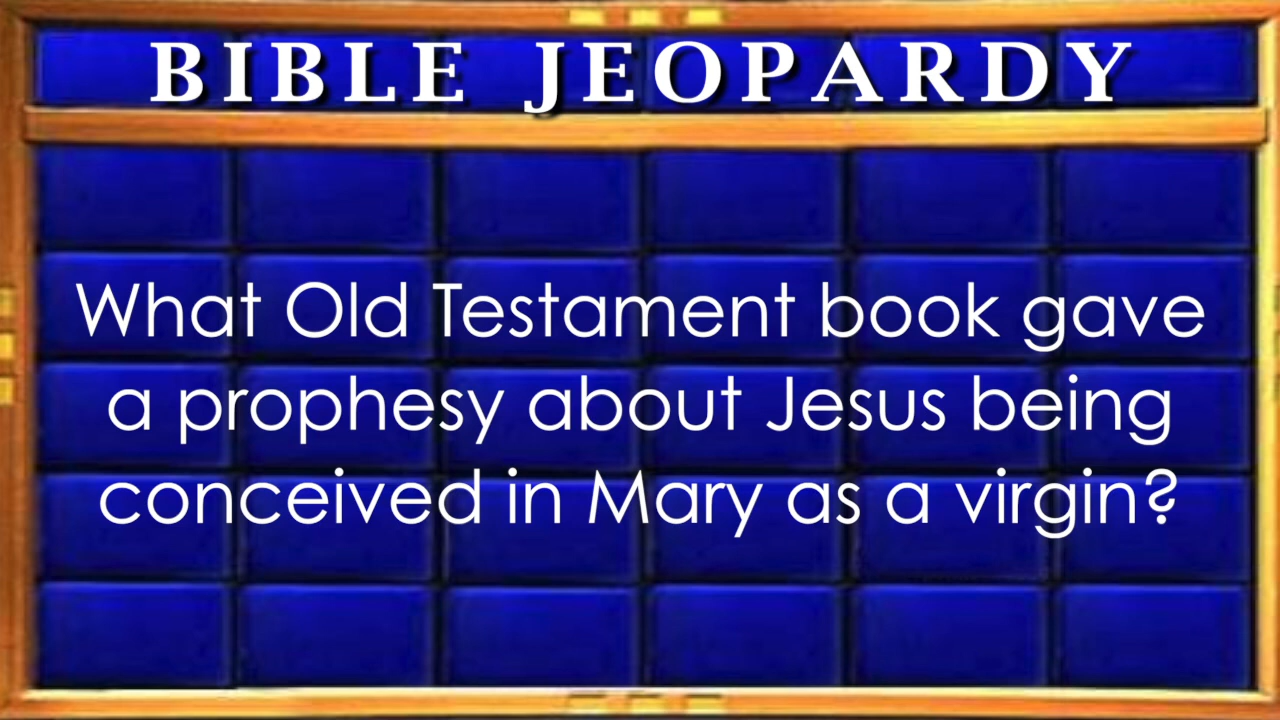 BIBLE JEOPARDY
What Old Testament book gave
a prophesy about Jesus being
conceived in Mary as a virgin?